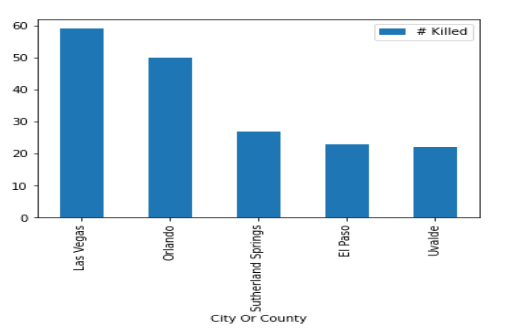 # Killed
60
50
40
30
20
10
0
Las Vegas
Orlando
Sutherland Springs
El Paso
Uvalde
City Or County